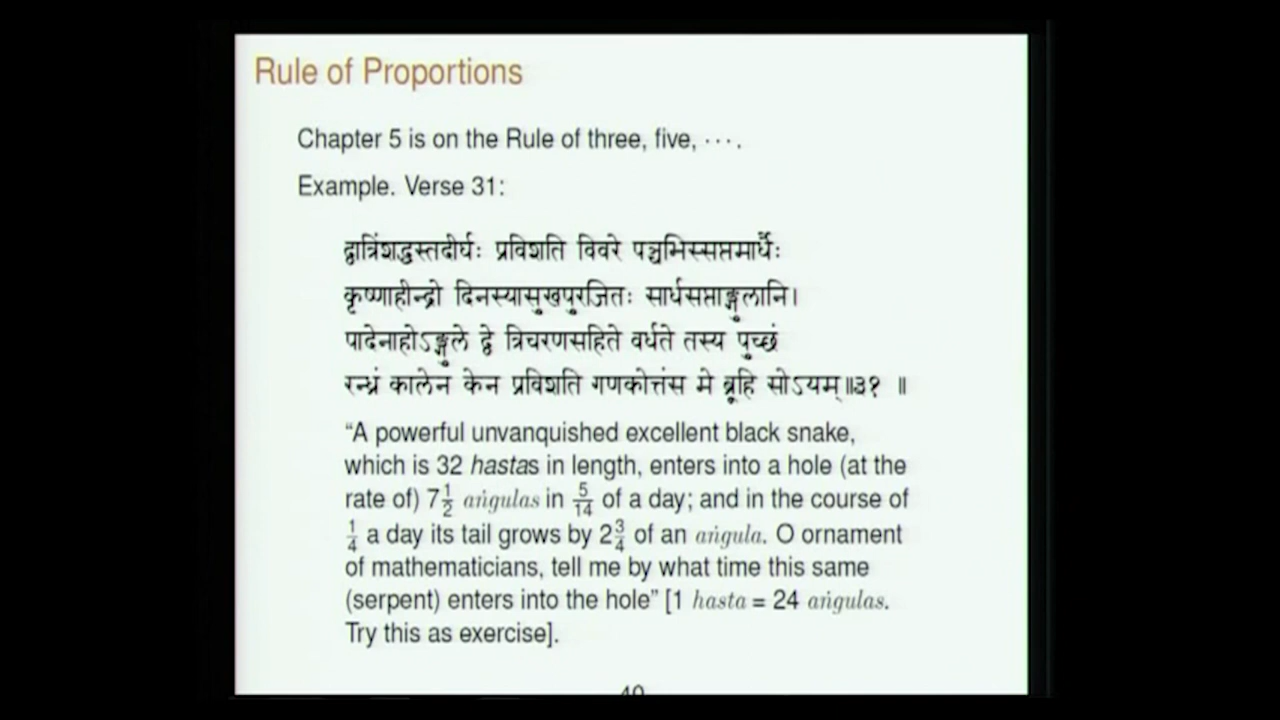 Rule of Proportions
Chapter 5 is on the Rule of three, five, ⋯.
Example. Verse 31:
द्वात्रिंशद्धस्तदीर्घः प्रविशति विवरे पञ्चभिस्सप्तमार्धैः
कृष्णाहीन्द्रो दिनस्यासुखपुरजितः सार्धसप्ताङ्गुलानि।
पादेनाहोऽङ्गुले द्वे त्रिचरणसहिते वर्धते तस्य पुच्छं
रन्ध्रं कालेन केन प्रविशति गणकोत्तंस मे ब्रूहि सोऽयम्॥३१ ॥
“A powerful unvanquished excellent black snake,
which is 32 hastas in length, enters into a hole (at the
rate of) 7 1/2 aṅgulas in 5/14 of a day; and in the course of
1/4 a day its tail grows by 2 3/4 of an aṅgula. O ornament
of mathematicians, tell me by what time this same
(serpent) enters into the hole” [1 hasta = 24 aṅgulas.
Try this as exercise].